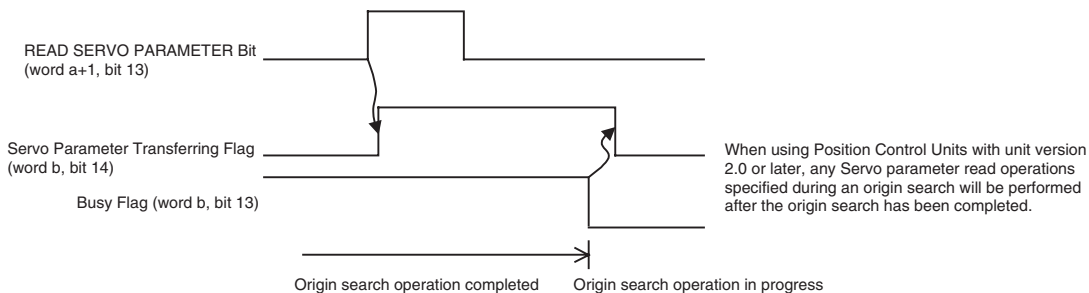 READ SERVO PARAMETER Bit
(word a+1, bit 13)
Servo Parameter Transferring Flag
(word b, bit 14)
Busy Flag (word b, bit 13)
When using Position Control Units with unit version
2.0 or later, any Servo parameter read operations
specified during an origin search will be performed
after the origin search has been completed.
Origin search operation completed
Origin search operation in progress